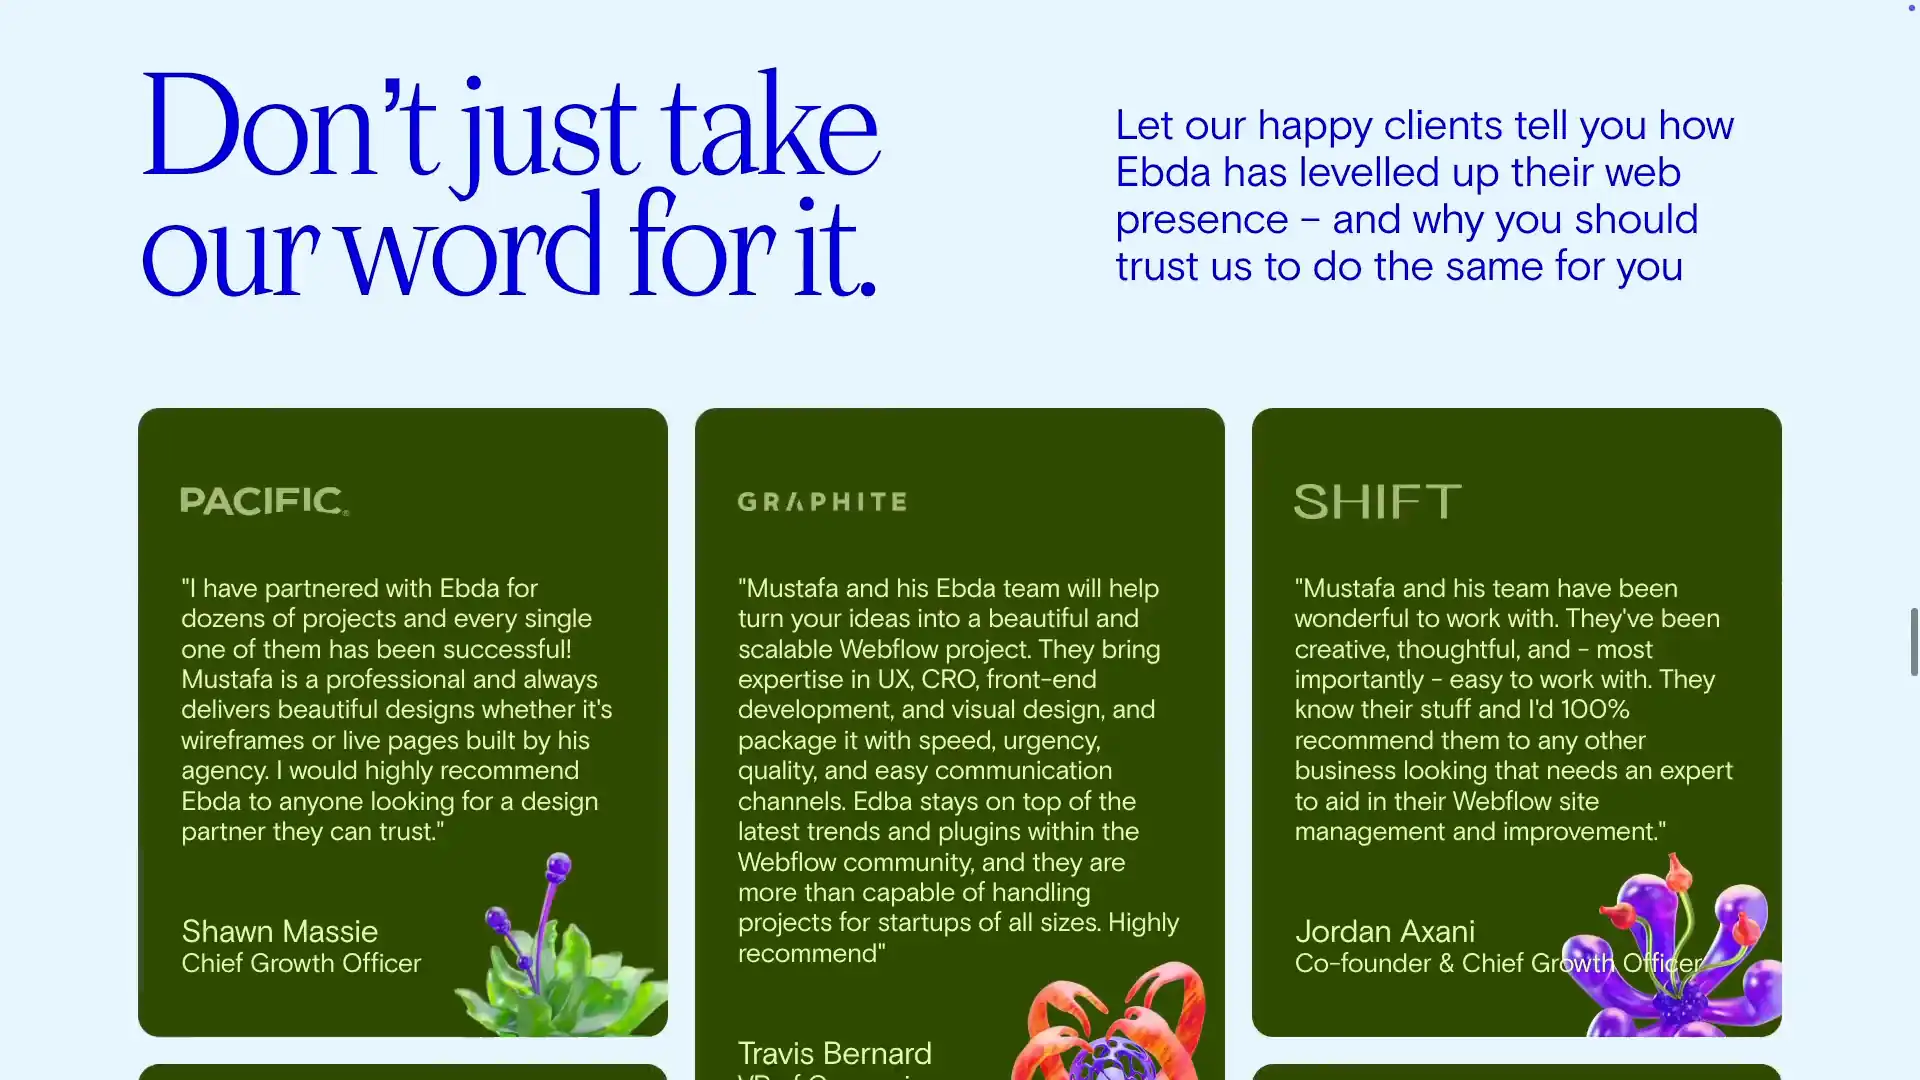 Don't just take
our word for it.
Let our happy clients tell you how
Ebda has levelled up their web
presence – and why you should
trust us to do the same for you
PACIFIC
"I have partnered with Ebda for
dozens of projects and every single
one of them has been successful!
Mustafa is a professional and always
delivers beautiful designs whether it's
wireframes or live pages built by his
agency. I would highly recommend
Ebda to anyone looking for a design
partner they can trust."
Shawn Massie
Chief Growth Officer
GRAPHITE
"Mustafa and his Ebda team will help
turn your ideas into a beautiful and
scalable Webflow project. They bring
expertise in UX, CRO, front-end
development, and visual design, and
package it with speed, urgency,
quality, and easy communication
channels. Edba stays on top of the
latest trends and plugins within the
Webflow community, and they are
more than capable of handling
projects for startups of all sizes. Highly
recommend"
Travis Bernard
SHIFT
"Mustafa and his team have been
wonderful to work with. They've been
creative, thoughtful, and – most
importantly – easy to work with. They
know their stuff and I'd 100%
recommend them to any other
business looking that needs an expert
to aid in their Webflow site
management and improvement."
Jordan Axani
Co-founder & Chief Growth Officer